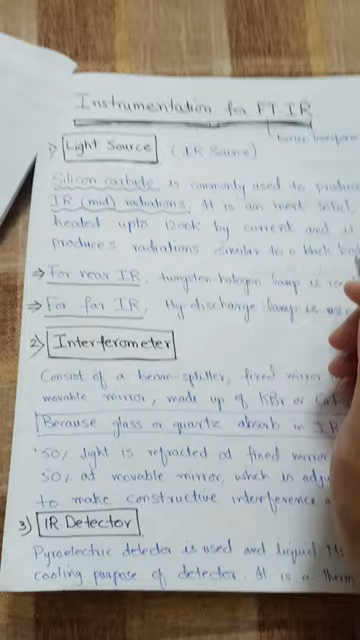 Instrumentation for FT-IR
1) Light Source (IR Source)
Silicon carbide is commonly used to produce
IR (mid) radiations. It is an inert solid,
heated upto 1200K by current and it
produces radiations similar to a black body
⇒ For near IR, tungsten halogen lamp is
⇒ For far IR, Hg discharge lamp is
2) Interferometer
Consist of a beam-splitter, fixed mirror
movable mirror, made up of KBr or
Because glass or quartz absorb in IR
50% light is refracted at fixed mirror
50% at movable mirror, which is
to make constructive interference
3) IR Detector
Pyroelectric detector is used and liquid N2
cooling purpose of detector. It is a